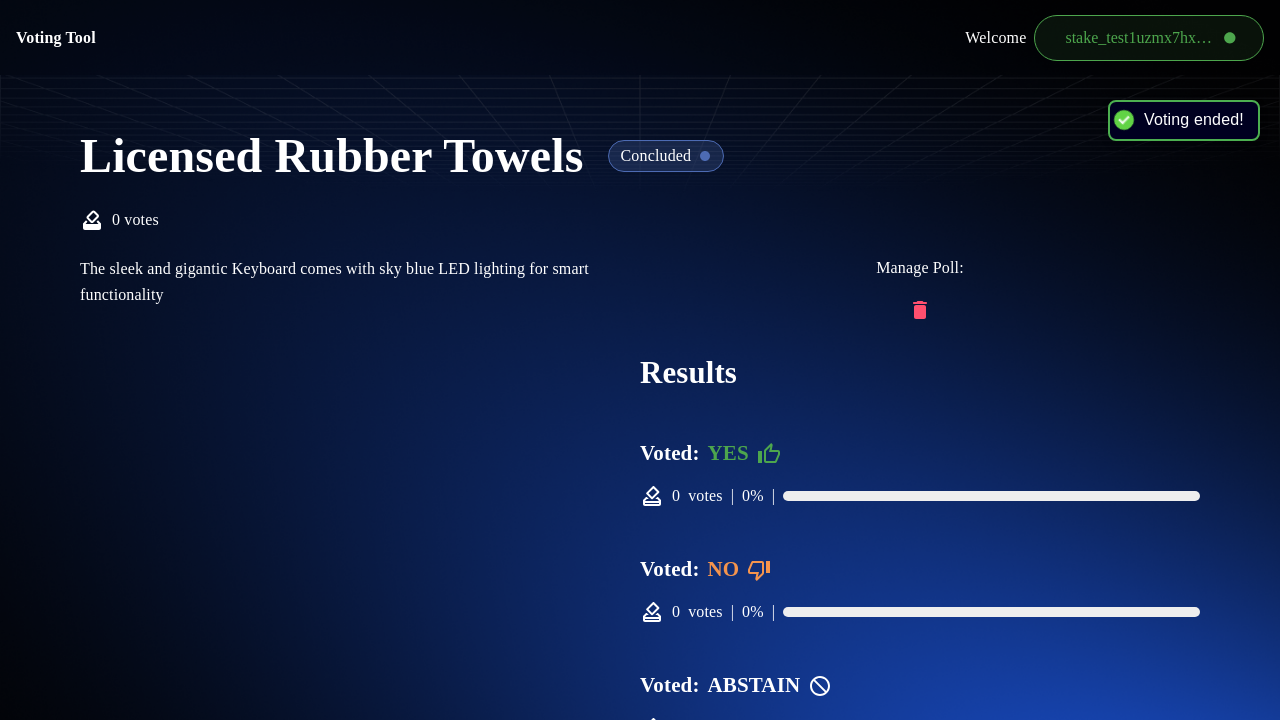 Voting Tool
Welcome
stake_test1uzmx7hx…
Voting ended!
Licensed Rubber Towels
Concluded
0 votes
The sleek and gigantic Keyboard comes with sky blue LED lighting for smart
functionality
Manage Poll:
Results
Voted: YES
0 votes | 0% |
Voted: NO
0 votes | 0% |
Voted: ABSTAIN